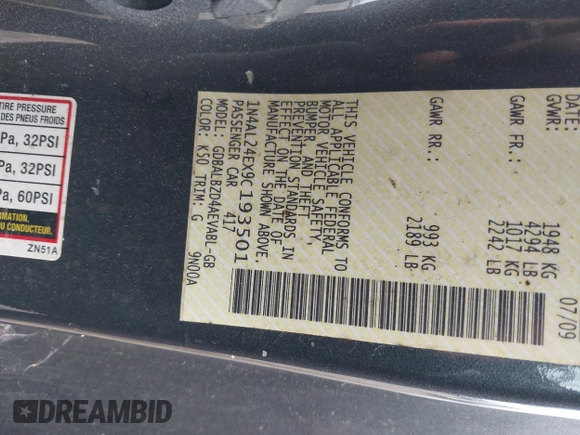 TIRE PRESSURE
DES PNEUS FROIDS
Pa, 32PSI
Pa, 32PSI
Pa, 60PSI
RMATION.
DU CONDUCTEUR.
ZN51A
DATE: 07/09
GVWR: 1948 KG
4294 LB
GAWR FR: 1017 KG
2242 LB
GAWR RR: 993 KG
2189 LB
THIS VEHICLE CONFORMS TO
ALL APPLICABLE FEDERAL
MOTOR VEHICLE SAFETY,
BUMPER, AND THEFT
PREVENTION STANDARDS IN
EFFECT ON THE DATE OF
MANUFACTURE SHOWN ABOVE.
1N4AL24EX9C193501
PASSENGER CAR 417
MODEL: GDBALBZD4AEVABL-GB
COLOR: K50 TRIM: G 9N00A
DREAMBID